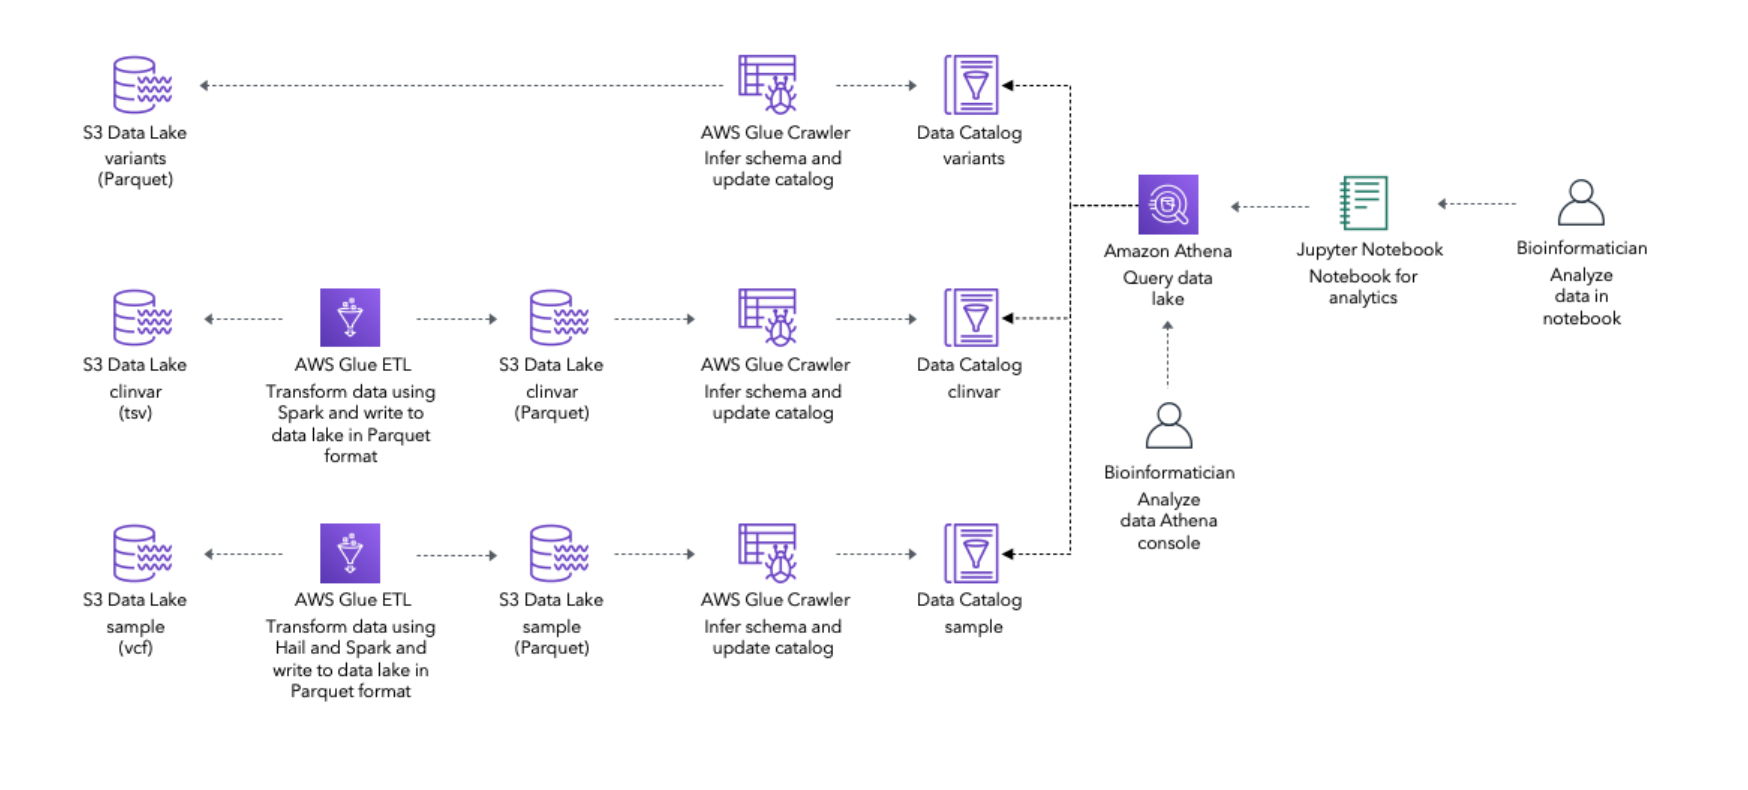 S3 Data Lake
variants
(Parquet)
AWS Glue Crawler
Infer schema and
update catalog
Data Catalog
variants
Amazon Athena
Query data
lake
Jupyter Notebook
Notebook for
analytics
Bioinformatician
Analyze
data in
notebook
S3 Data Lake
clinvar
(tsv)
AWS Glue ETL
Transform data using
Spark and write to
data lake in Parquet
format
S3 Data Lake
clinvar
(Parquet)
AWS Glue Crawler
Infer schema and
update catalog
Data Catalog
clinvar
Bioinformatician
Analyze
data Athena
console
S3 Data Lake
sample
(vcf)
AWS Glue ETL
Transform data using
Hail and Spark and
write to data lake in
Parquet format
S3 Data Lake
sample
(Parquet)
AWS Glue Crawler
Infer schema and
update catalog
Data Catalog
sample